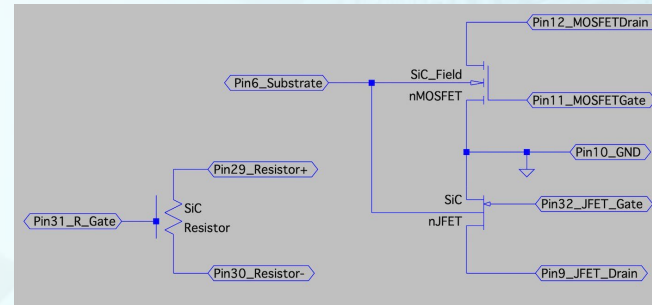 Pin12_MOSFETDrain
SiC_Field
Pin6_Substrate
nMOSFET
Pin11_MOSFETGate
Pin10_GND
Pin29_Resistor+
SiC
Pin32_JFET_Gate
SiC
nJFET
Pin31_R_Gate
Resistor
Pin30_Resistor-
Pin9_JFET_Drain